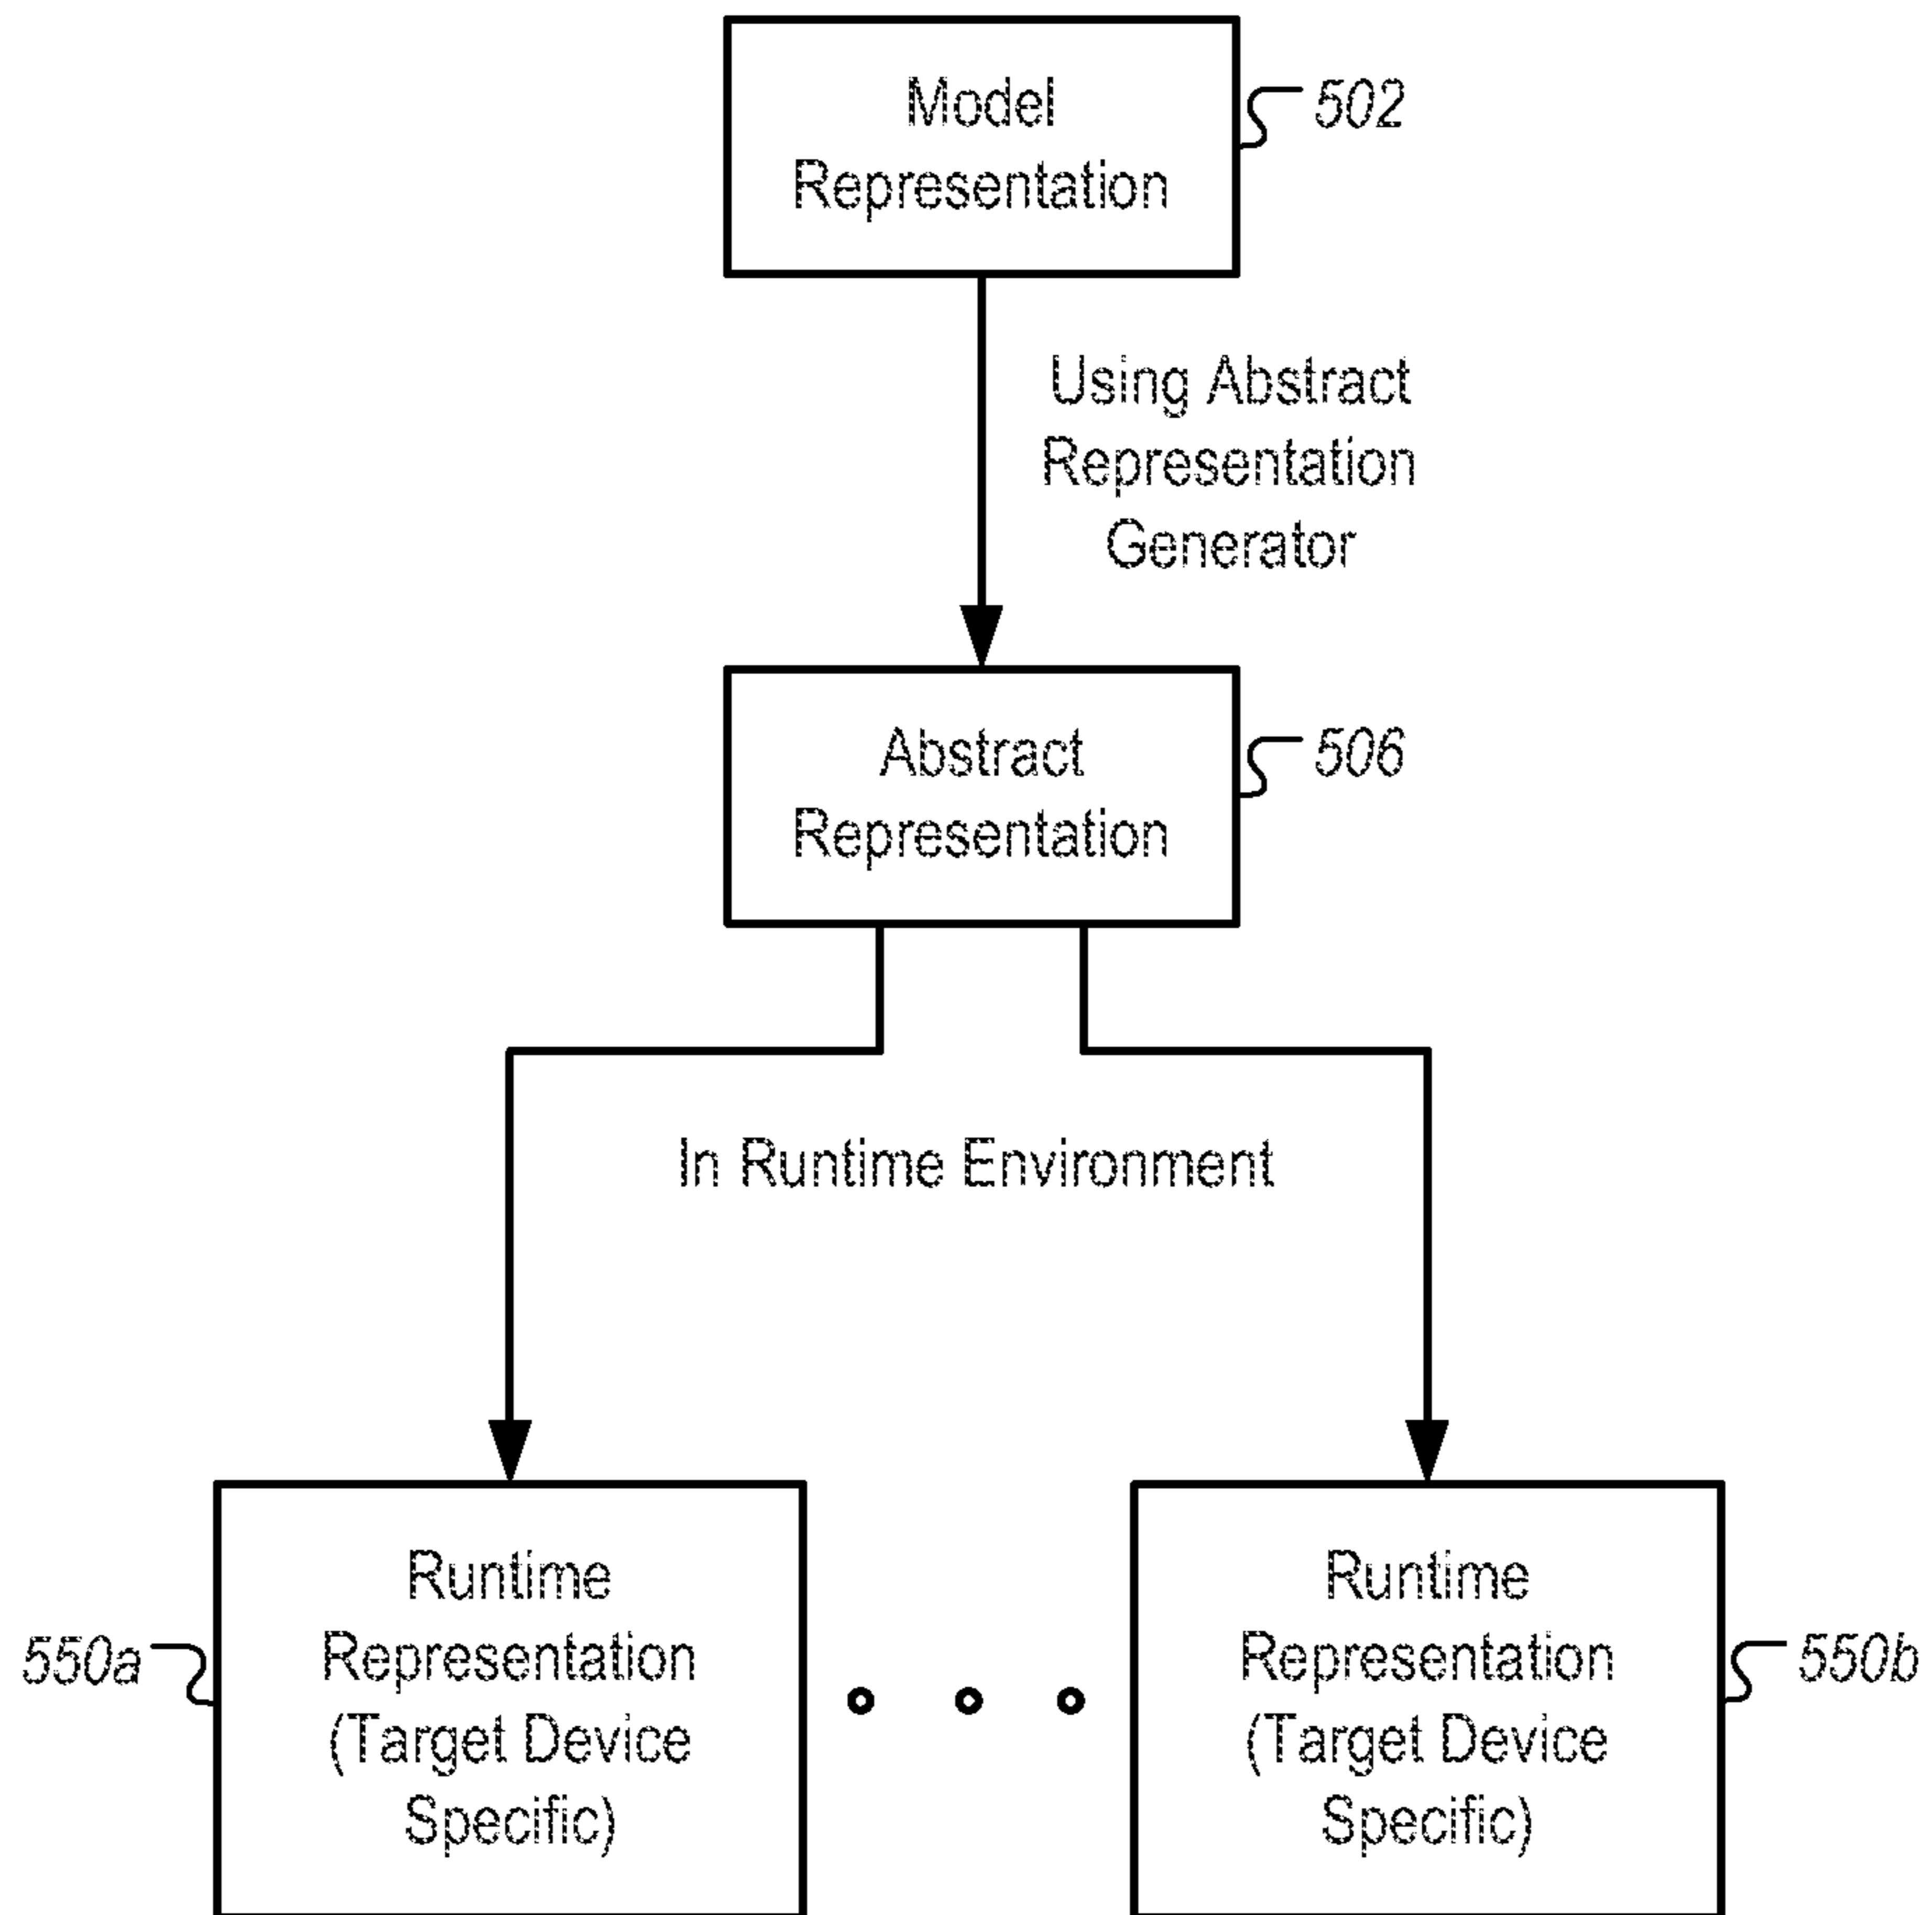 Model
Representation
502
Using Abstract
Representation
Generator
Abstract
Representation
506
In Runtime Environment
Runtime
Representation
(Target Device
Specific)
550a
Runtime
Representation
(Target Device
Specific)
550b